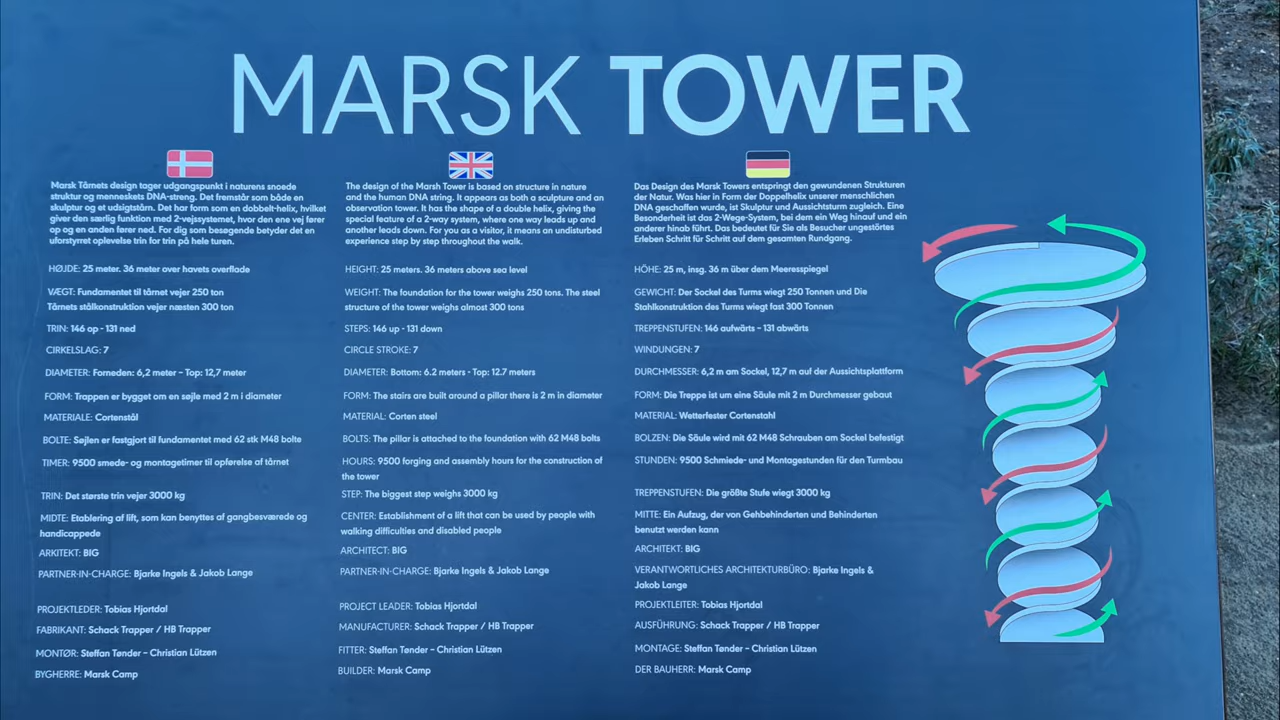 MARSK TOWER
Marsk Tårnets design tager udgangspunkt i naturens snoede
struktur og menneskets DNA-streng. Det fremstår som både en
skulptur og et udsigtstårn. Det har form som en dobbelt-helix, hvilket
giver den særlig funktion med 2-vejssystemet, hvor den ene vej fører
op og en anden fører ned. For dig som besøgende betyder det en
uforstyrret oplevelse trin for trin på hele turen.
HØJDE: 25 meter. 36 meter over havets overflade
VÆGT: Fundamentet til tårnet vejer 250 ton
Tårnets stålkonstruktion vejer næsten 300 ton
TRIN: 146 op - 131 ned
CIRKELSLAG: 7
DIAMETER: Forneden: 6,2 meter – Top: 12,7 meter
FORM: Trappen er bygget om en søjle med 2 m i diameter
MATERIALE: Cortenstål
BOLTE: Søjlen er fastgjort til fundamentet med 62 stk M48 bolte
TIMER: 9500 smede- og montagetimer til opførelse af tårnet
TRIN: Det største trin vejer 3000 kg
MIDTE: Etablering af lift, som kan benyttes af gangbesværede og
handicappede
ARKITEKT: BIG
PARTNER-IN-CHARGE: Bjarke Ingels & Jakob Lange
PROJEKTLEDER: Tobias Hjortdal
FABRIKANT: Schack Trapper / HB Trapper
MONTØR: Steffan Tønder – Christian Lützen
BYGHERRE: Marsk Camp
The design of the Marsh Tower is based on structure in nature
and the human DNA string. It appears as both a sculpture and an
observation tower. It has the shape of a double helix, giving the
special feature of a 2-way system, where one way leads up and
another leads down. For you as a visitor, it means an undisturbed
experience step by step throughout the walk.
HEIGHT: 25 meters. 36 meters above sea level
WEIGHT: The foundation for the tower weighs 250 tons. The steel
structure of the tower weighs almost 300 tons
STEPS: 146 up - 131 down
CIRCLE STROKE: 7
DIAMETER: Bottom: 6.2 meters - Top: 12.7 meters
FORM: The stairs are built around a pillar there is 2 m in diameter
MATERIAL: Corten steel
BOLTS: The pillar is attached to the foundation with 62 M48 bolts
HOURS: 9500 forging and assembly hours for the construction of
the tower
STEP: The biggest step weighs 3000 kg
CENTER: Establishment of a lift that can be used by people with
walking difficulties and disabled people
ARCHITECT: BIG
PARTNER-IN-CHARGE: Bjarke Ingels & Jakob Lange
PROJECT LEADER: Tobias Hjortdal
MANUFACTURER: Schack Trapper / HB Trapper
FITTER: Steffan Tønder – Christian Lützen
BUILDER: Marsk Camp
Das Design des Marsk Towers entspringt den gewundenen Strukturen
der Natur. Was hier in Form der Doppelhelix unserer menschlichen
DNA geschaffen wurde, ist Skulptur und Aussichtsturm zugleich. Eine
Besonderheit ist das 2-Wege-System, bei dem ein Weg hinauf und ein
anderer hinab führt. Das bedeutet für Sie als Besucher ungestörtes
Erleben Schritt für Schritt auf dem gesamten Rundgang.
HÖHE: 25 m, insg. 36 m über dem Meeresspiegel
GEWICHT: Der Sockel des Turms wiegt 250 Tonnen und Die
Stahlkonstruktion des Turms wiegt fast 300 Tonnen
TREPPENSTUFEN: 146 aufwärts – 131 abwärts
WINDUNGEN: 7
DURCHMESSER: 6,2 m am Sockel, 12,7 m auf der Aussichtsplattform
FORM: Die Treppe ist um eine Säule mit 2 m Durchmesser gebaut
MATERIAL: Wetterfester Cortenstahl
BOLZEN: Die Säule wird mit 62 M48 Schrauben am Sockel befestigt
STUNDEN: 9500 Schmiede- und Montagestunden für den Turmbau
TREPPENSTUFEN: Die größte Stufe wiegt 3000 kg
MITTE: Ein Aufzug, der von Gehbehinderten und Behinderten
benutzt werden kann
ARCHITEKT: BIG
VERANTWORTLICHES ARCHITEKTURBÜRO: Bjarke Ingels &
Jakob Lange
PROJEKTLEITER: Tobias Hjortdal
AUSFÜHRUNG: Schack Trapper / HB Trapper
MONTAGE: Steffan Tønder – Christian Lützen
DER BAUHERR: Marsk Camp